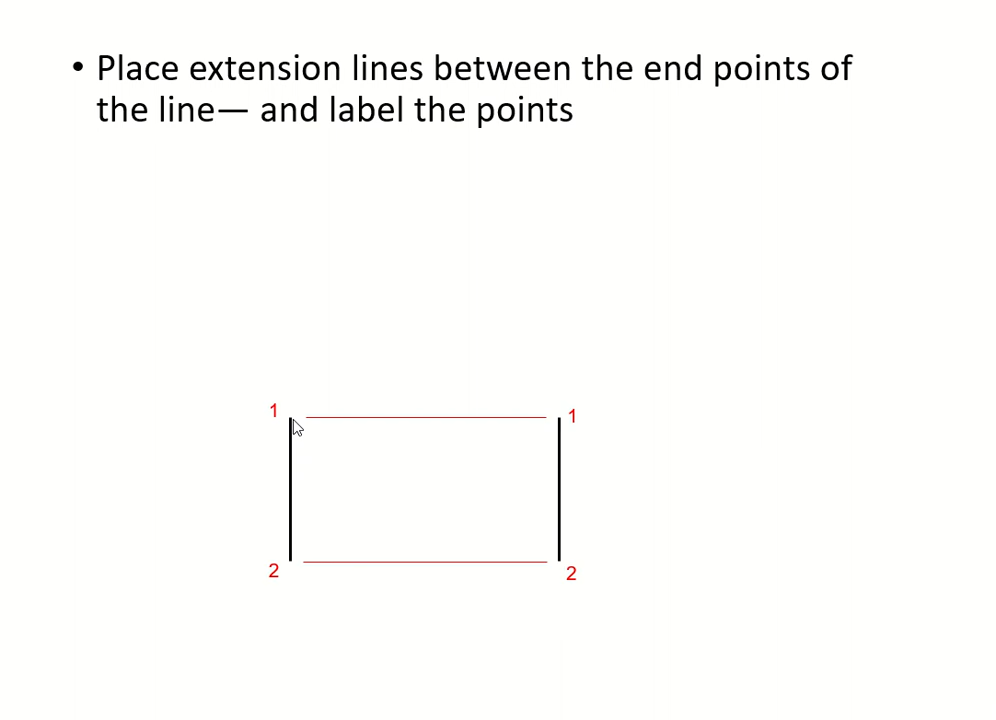 • Place extension lines between the end points of
the line— and label the points
1
1
2
2